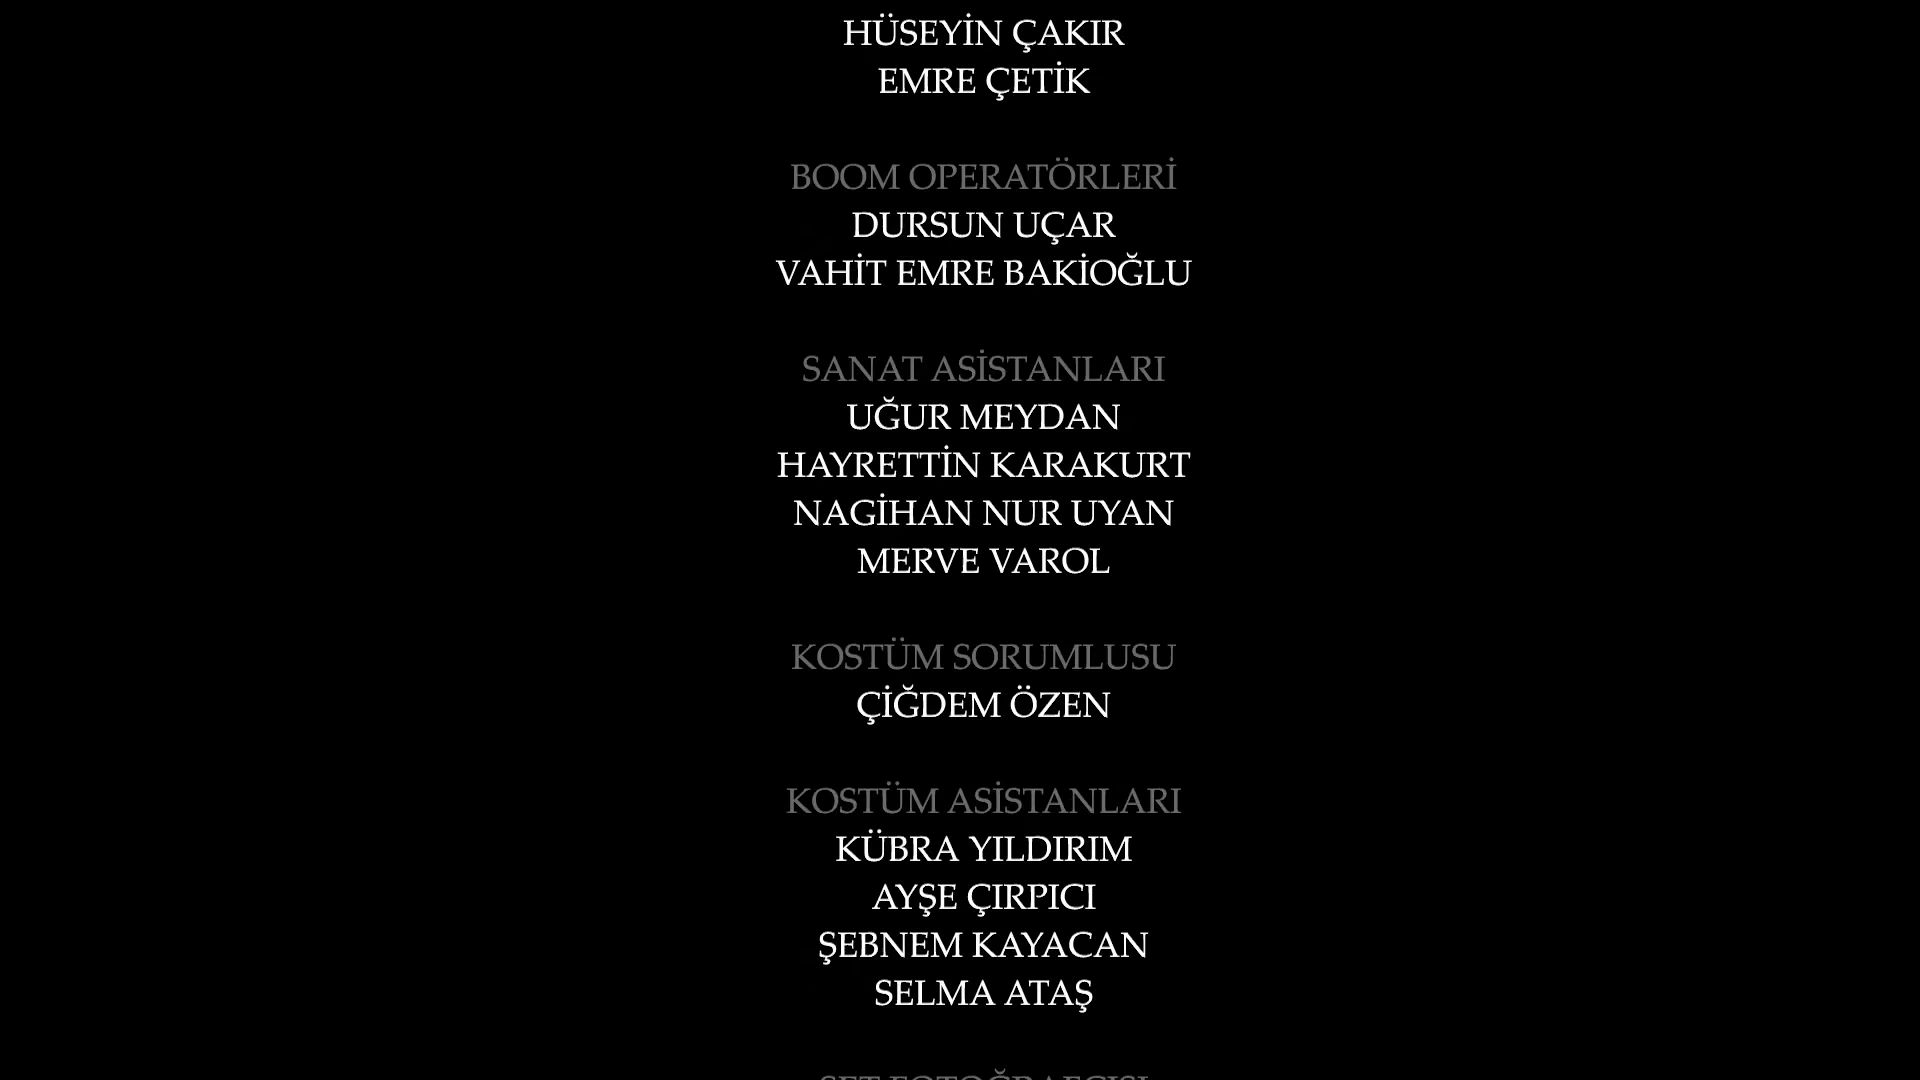 HÜSEYİN ÇAKIR
EMRE ÇETİK
BOOM OPERATÖRLERİ
DURSUN UÇAR
VAHİT EMRE BAKİOĞLU
SANAT ASİSTANLARI
UĞUR MEYDAN
HAYRETTİN KARAKURT
NAGİHAN NUR UYAN
MERVE VAROL
KOSTÜM SORUMLUSU
ÇİĞDEM ÖZEN
KOSTÜM ASİSTANLARI
KÜBRA YILDIRIM
AYŞE ÇIRPICI
ŞEBNEM KAYACAN
SELMA ATAŞ